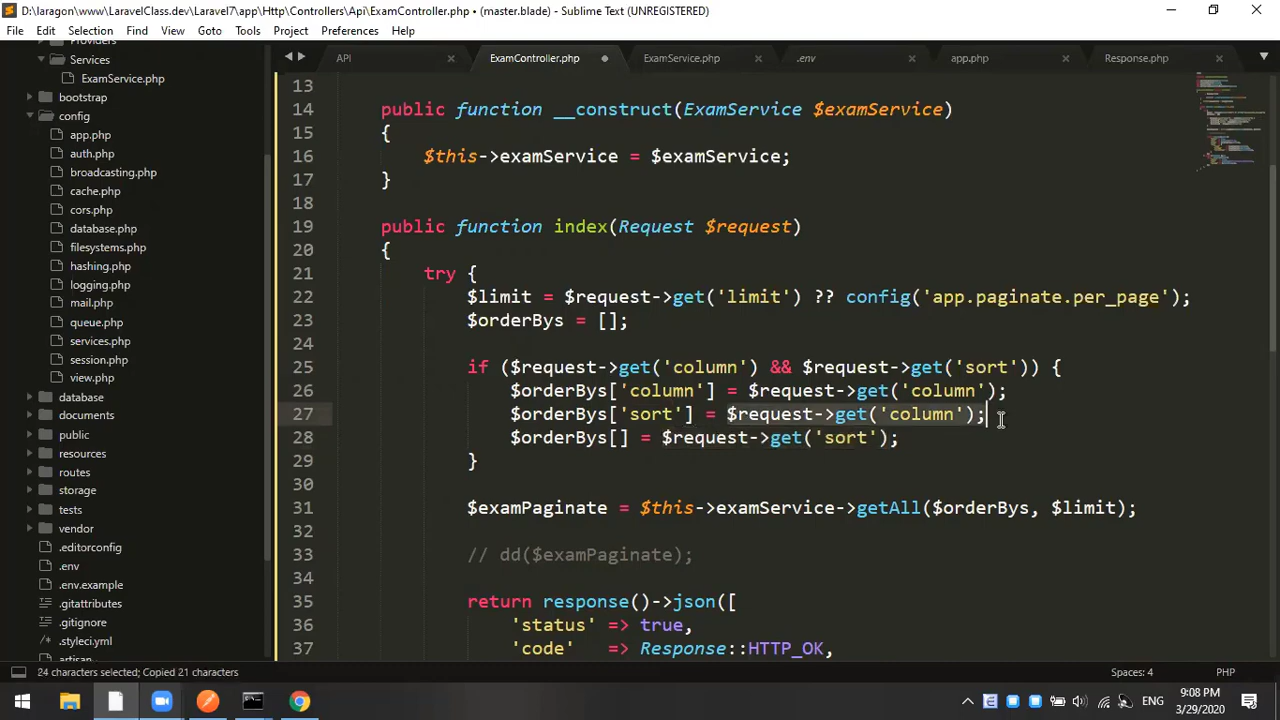 D:\laragon\www\LaravelClass.dev\Laravel7\app\Http\Controllers\Api\ExamController.php • (master.blade) - Sublime Text (UNREGISTERED)
File Edit Selection Find View Goto Tools Project Preferences Help
API ExamController.php ExamService.php .env app.php Response.php
Providers
Services
ExamService.php
bootstrap
config
app.php
auth.php
broadcasting.php
cache.php
cors.php
database.php
filesystems.php
hashing.php
logging.php
mail.php
queue.php
services.php
session.php
view.php
database
documents
public
resources
routes
storage
tests
vendor
.editorconfig
.env
.env.example
.gitattributes
.gitignore
.styleci.yml
artisan
13
14 public function __construct(ExamService $examService)
15 {
16 $this->examService = $examService;
17 }
18
19 public function index(Request $request)
20 {
21 try {
22 $limit = $request->get('limit') ?? config('app.paginate.per_page');
23 $orderBys = [];
24
25 if ($request->get('column') && $request->get('sort')) {
26 $orderBys['column'] = $request->get('column');
27 $orderBys['sort'] = $request->get('column');
28 $orderBys[] = $request->get('sort');
29 }
30
31 $examPaginate = $this->examService->getAll($orderBys, $limit);
32
33 // dd($examPaginate);
34
35 return response()->json([
36 'status' => true,
37 'code' => Response::HTTP_OK,
24 characters selected; Copied 21 characters Spaces: 4 PHP
ENG 9:08 PM
3/29/2020